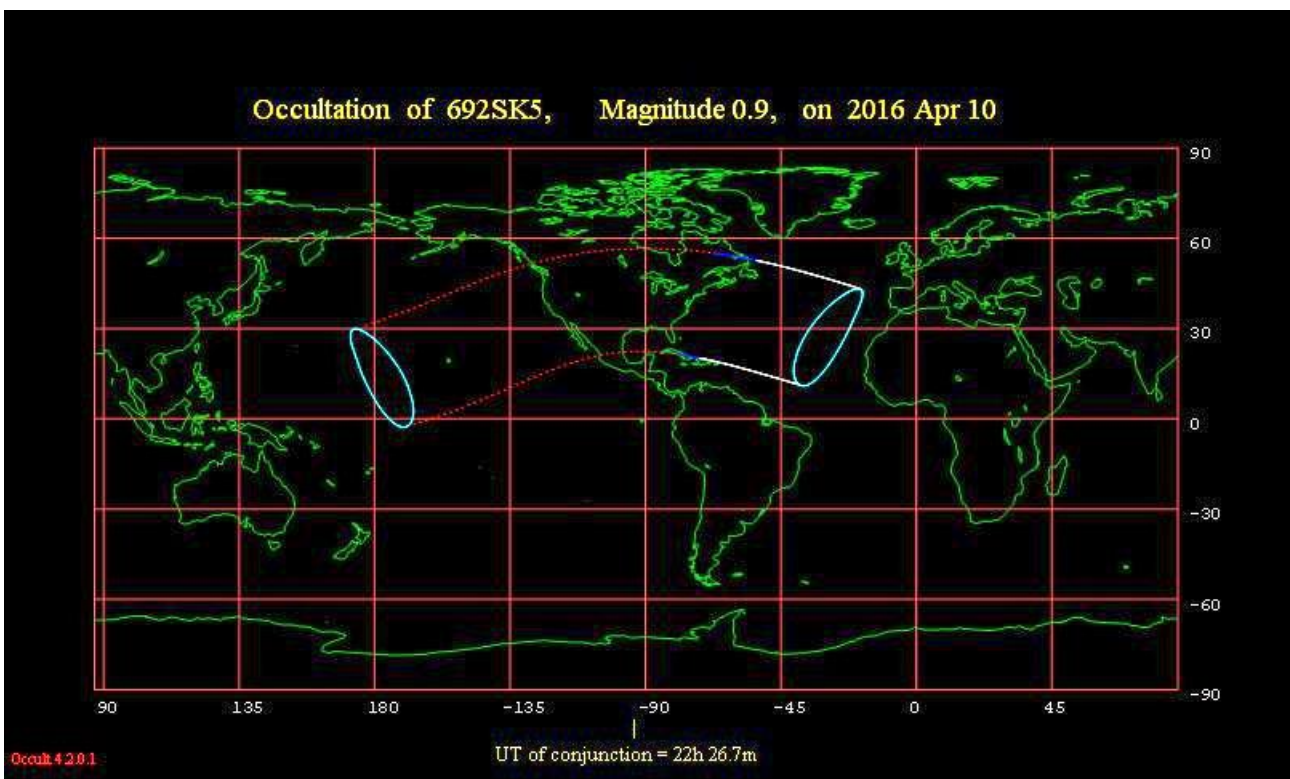 Occultation of 692SK5, Magnitude 0.9, on 2016 Apr 10
90
60
30
0
-30
-60
-90
90 135 180 -135 -90 -45 0 45
UT of conjunction = 22h 26.7m
Occult 4.2.0.1